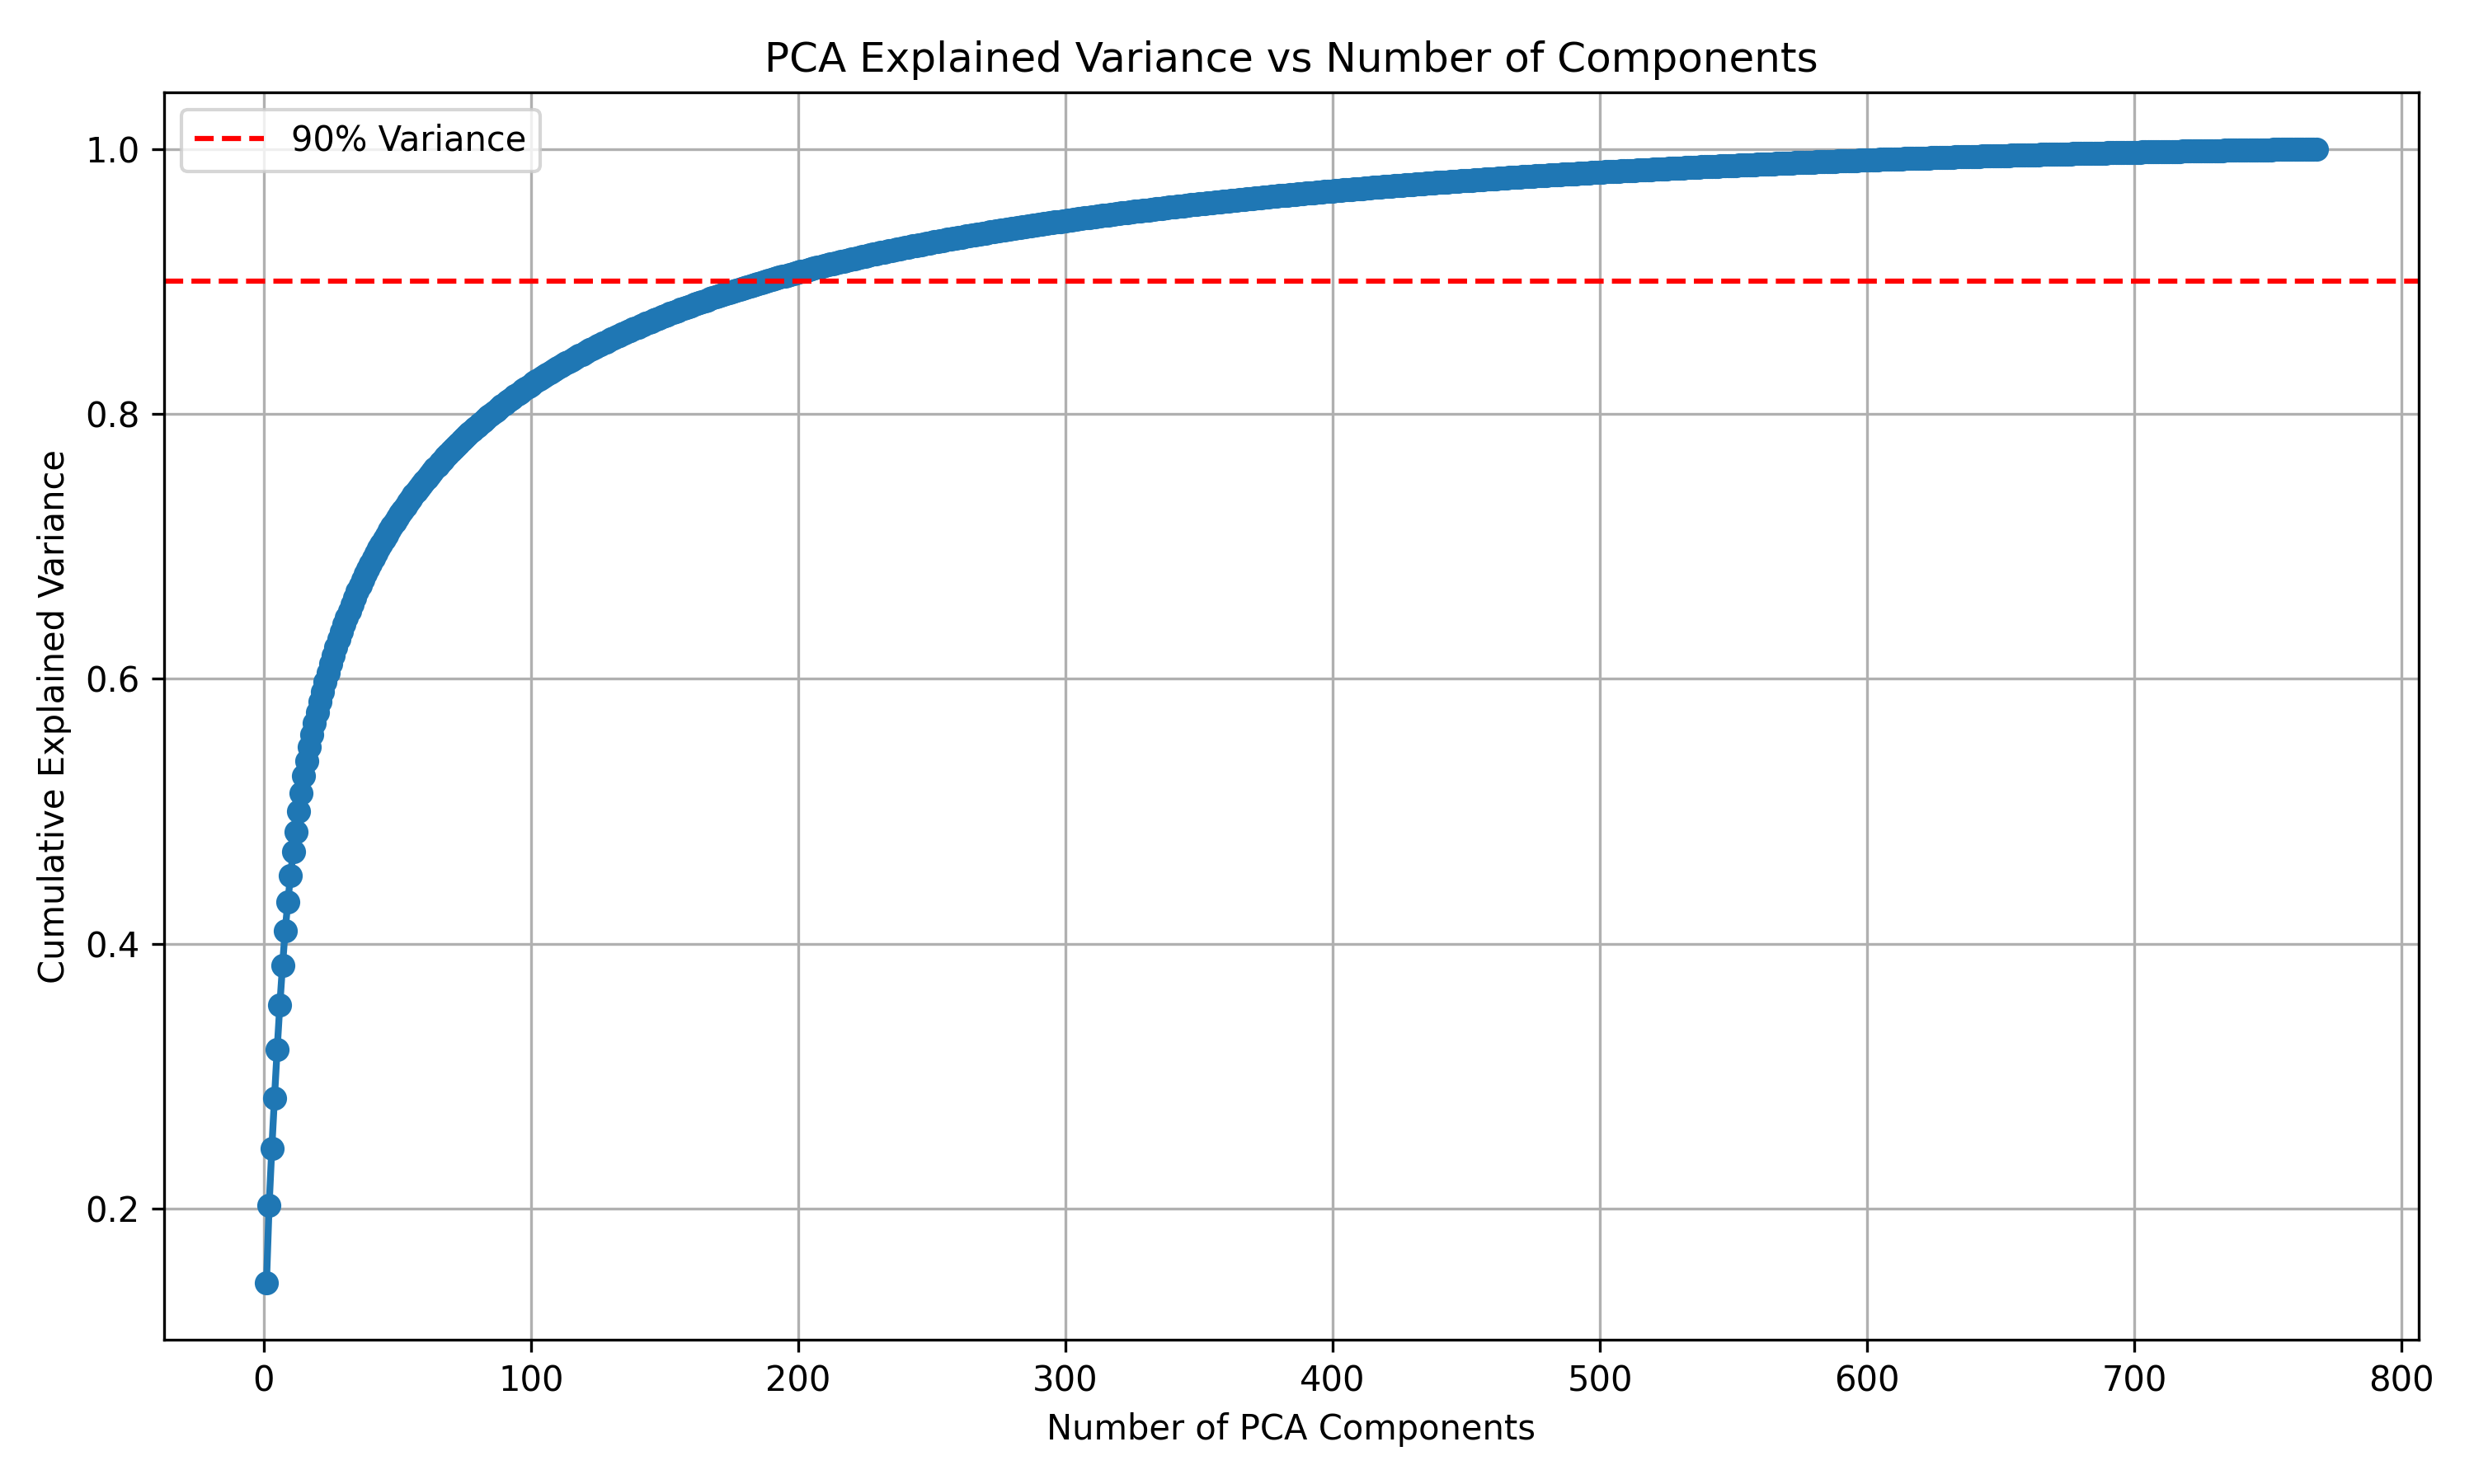 PCA Explained Variance vs Number of Components
90% Variance
Cumulative Explained Variance
1.0
0.8
0.6
0.4
0.2
0 100 200 300 400 500 600 700 800
Number of PCA Components